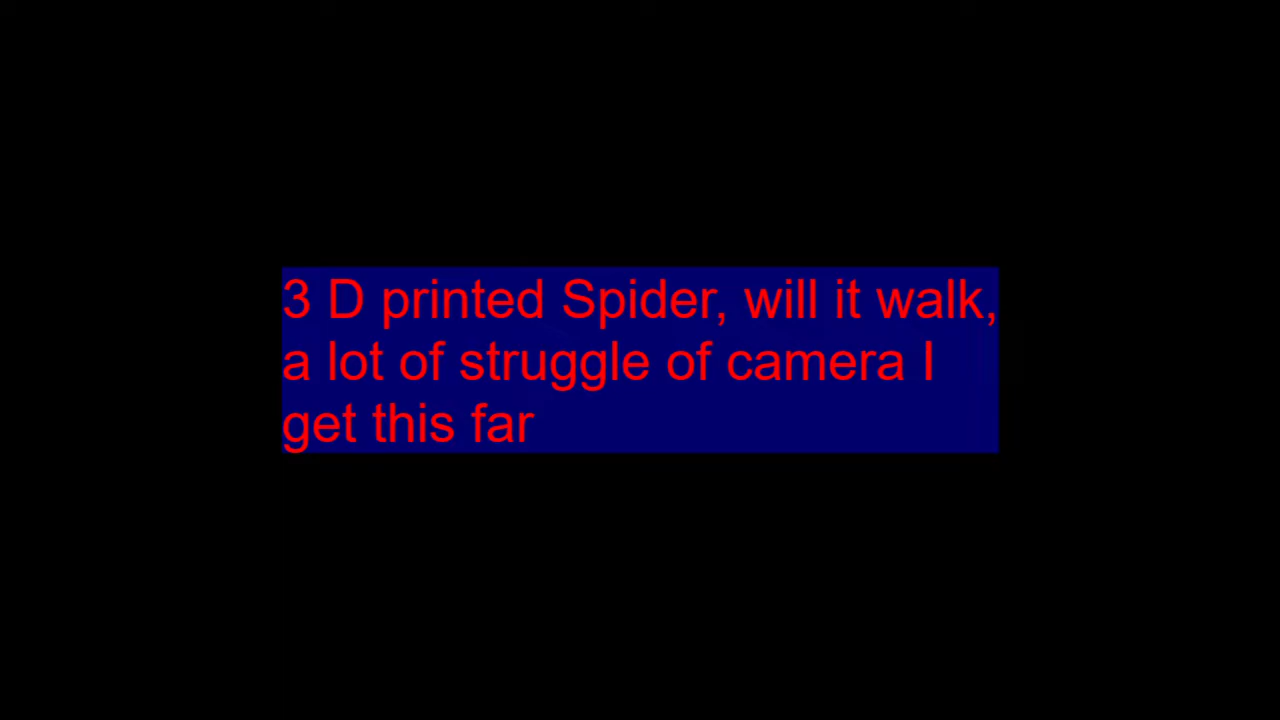 3 D printed Spider, will it walk,
a lot of struggle of camera I
get this far